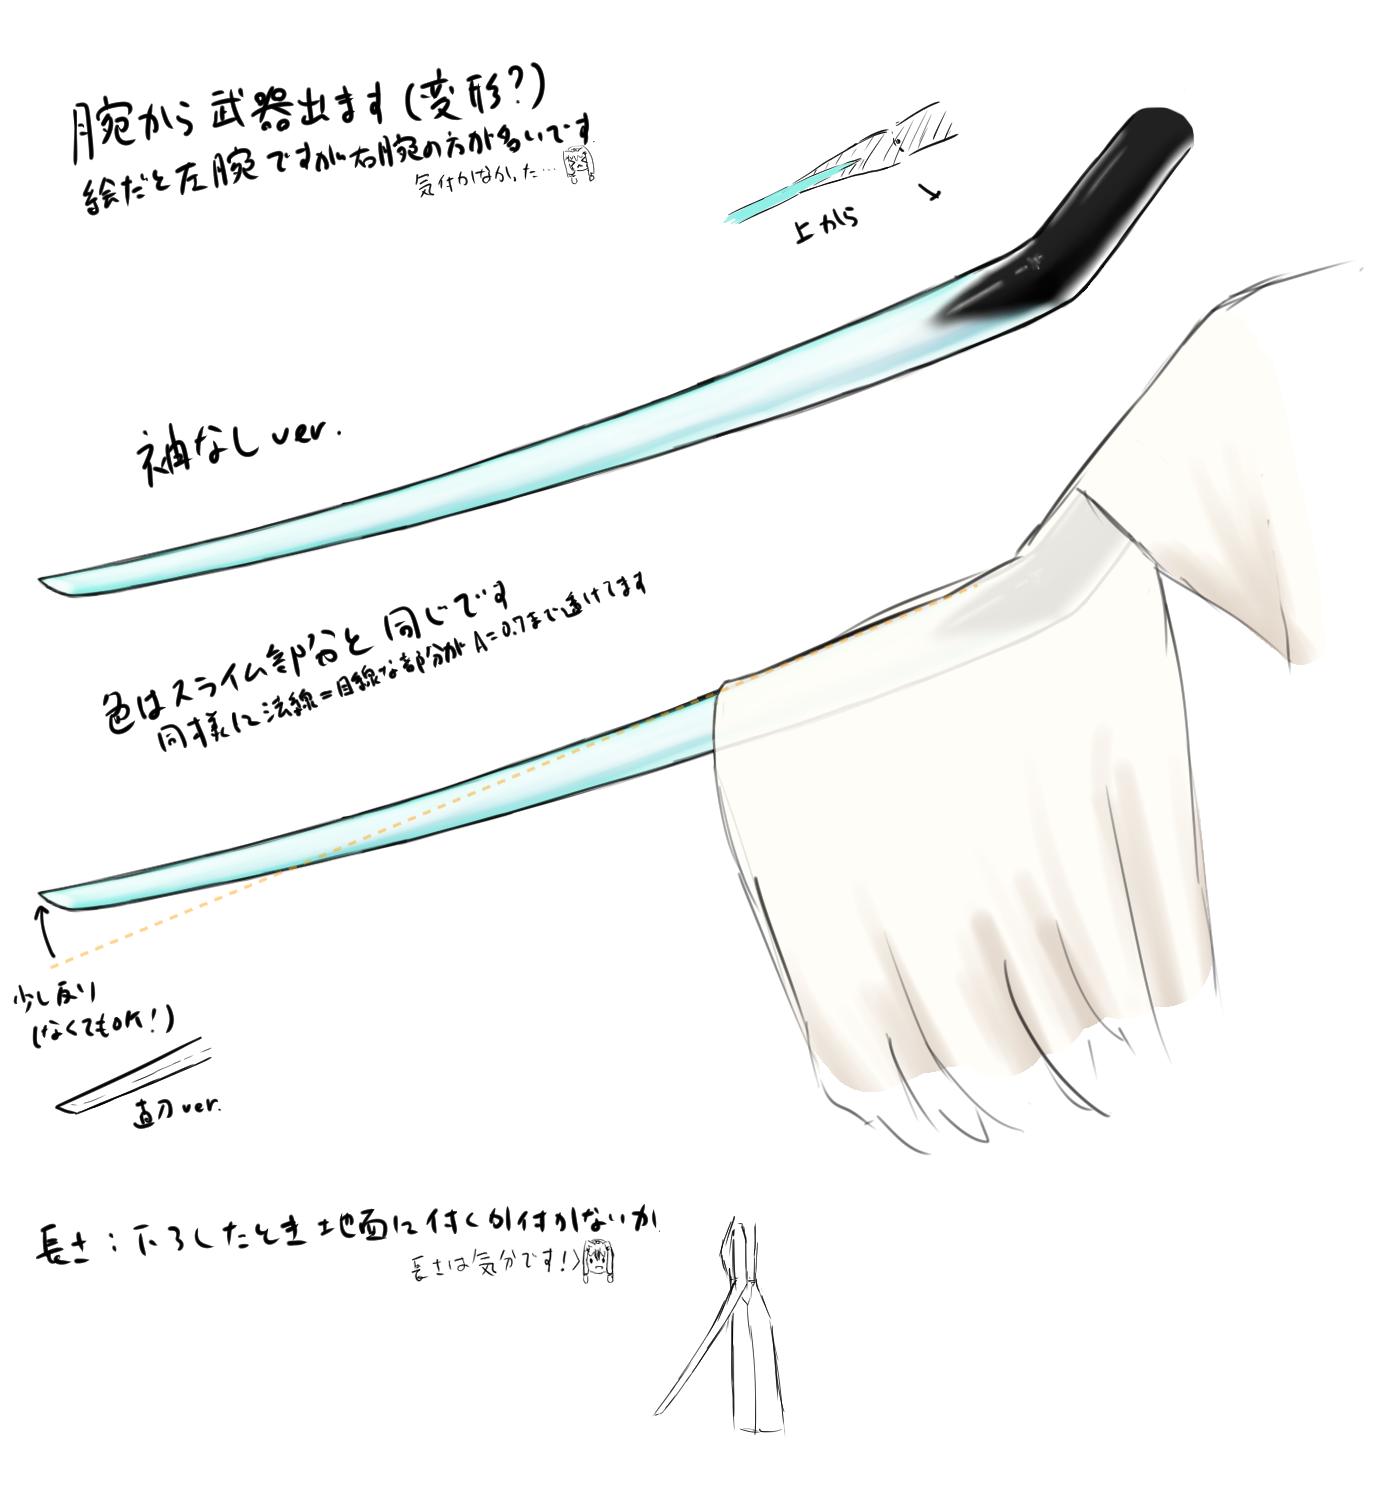 腕から武器出ます(変形?)
絵だと左腕ですが右腕の方が多いです
気付かなかった…
上から
袖なしver.
色はスライム部分と同じです
同様に法線=目線な部分がA=0.7まで透けてます
少し反り
(なくてもOK!)
直刀ver.
長さ:下ろしたとき地面に付くか付かないか
長さは気分です!>